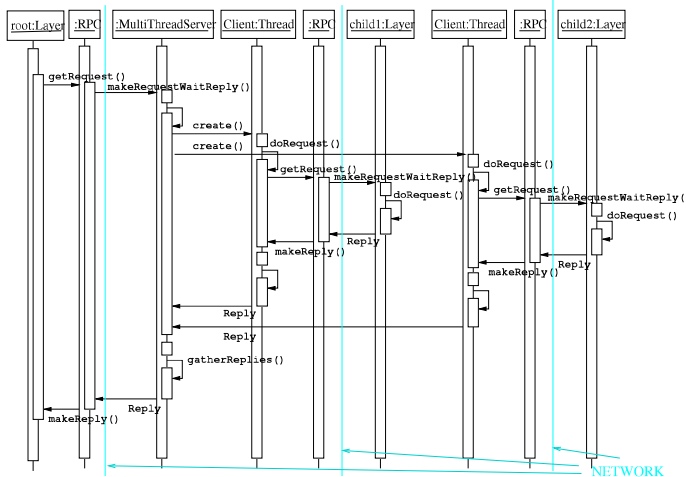 root:Layer :RPC :MultiThreadServer Client:Thread :RPC child1:Layer Client:Thread :RPC child2:Layer
getRequest()
makeRequestWaitReply()
create()
doRequest()
create()
doRequest()
getRequest()
makeRequestWaitReply()
doRequest()
getRequest()
makeRequestWaitReply(
doRequest()
Reply
makeReply()
Reply
makeReply()
Reply
Reply
gatherReplies()
Reply
makeReply()
NETWORK